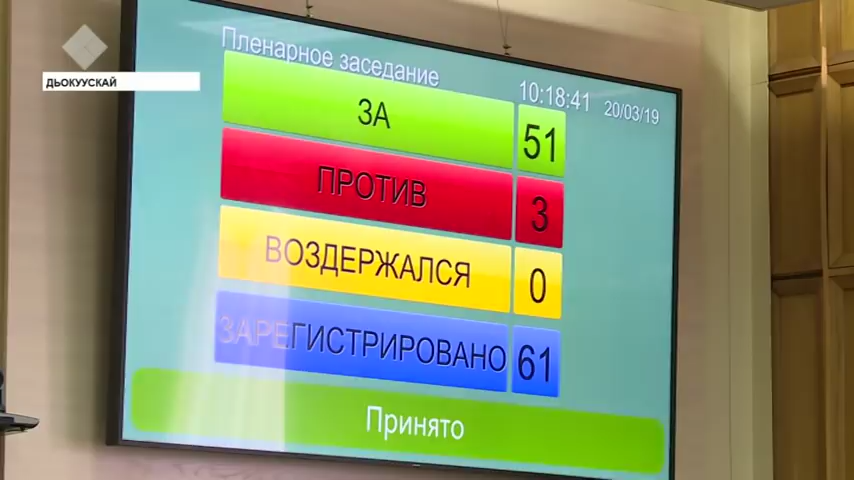 ДЬОКУУСКАЙ
Пленарное заседание
10:18:41 20/03/19
ЗА 51
ПРОТИВ 3
ВОЗДЕРЖАЛСЯ 0
ЗАРЕГИСТРИРОВАНО 61
Принято